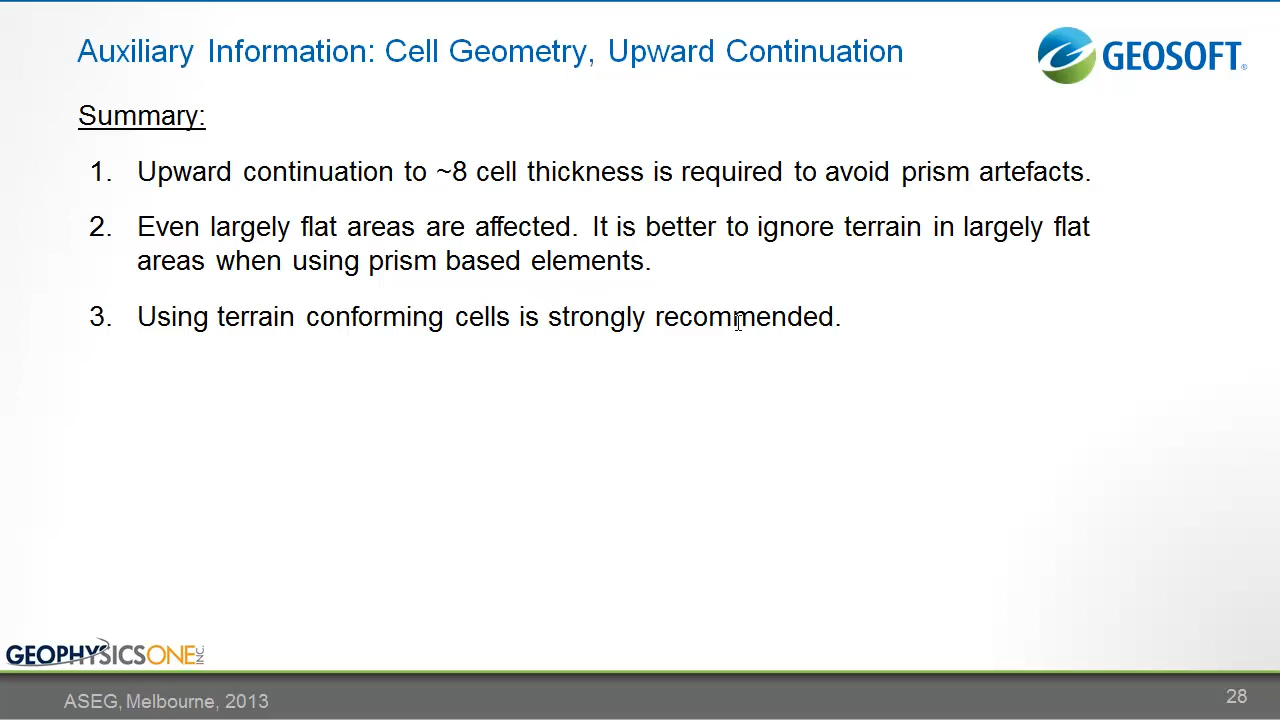 Auxiliary Information: Cell Geometry, Upward Continuation
GEOSOFT®
Summary:
1. Upward continuation to ~8 cell thickness is required to avoid prism artefacts.
2. Even largely flat areas are affected. It is better to ignore terrain in largely flat
areas when using prism based elements.
3. Using terrain conforming cells is strongly recommended.
GEOPHYSICSONE INC.
ASEG, Melbourne, 2013
28